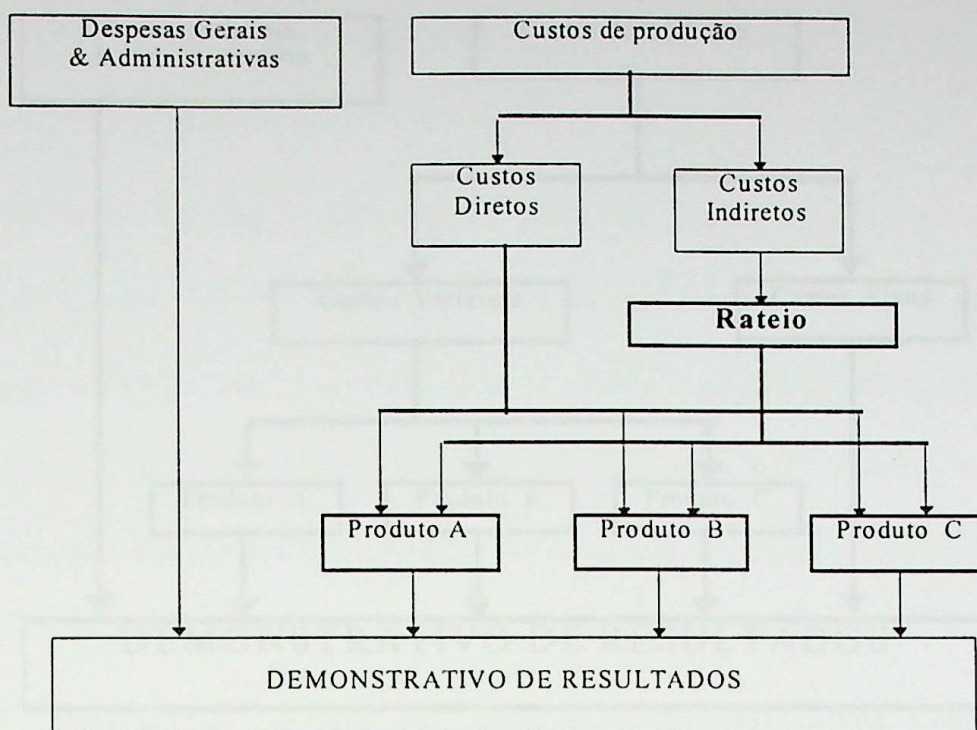 Despesas Gerais
& Administrativas
Custos de produção
Custos
Diretos
Custos
Indiretos
Rateio
Produto A
Produto B
Produto C
DEMONSTRATIVO DE RESULTADOS